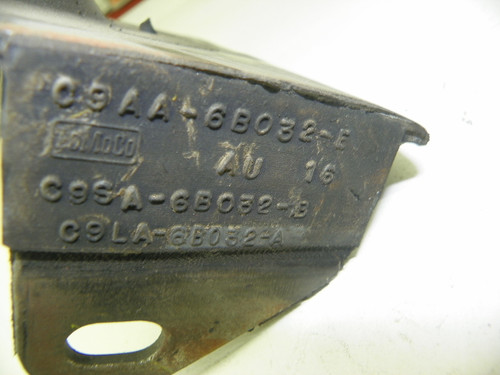 C9AA-6B032-E
FoMoCo
AU 16
C9SA-6B032-B
C9LA-6B032-A